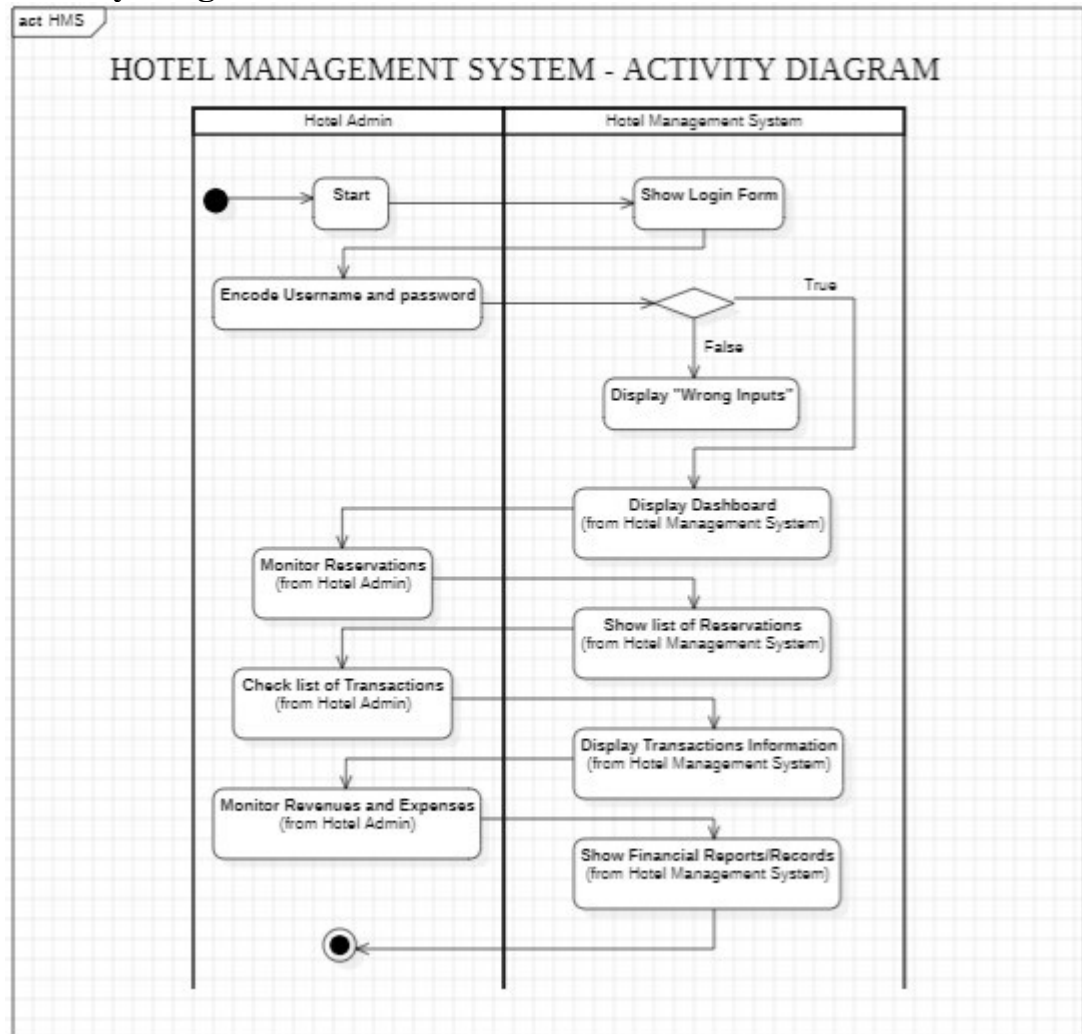 act HMS
HOTEL MANAGEMENT SYSTEM - ACTIVITY DIAGRAM
Hotel Admin
Hotel Management System
Start
Show Login Form
Encode Username and password
True
False
Display "Wrong Inputs"
Display Dashboard
(from Hotel Management System)
Monitor Reservations
(from Hotel Admin)
Show list of Reservations
(from Hotel Management System)
Check list of Transactions
(from Hotel Admin)
Display Transactions Information
(from Hotel Management System)
Monitor Revenues and Expenses
(from Hotel Admin)
Show Financial Reports/Records
(from Hotel Management System)